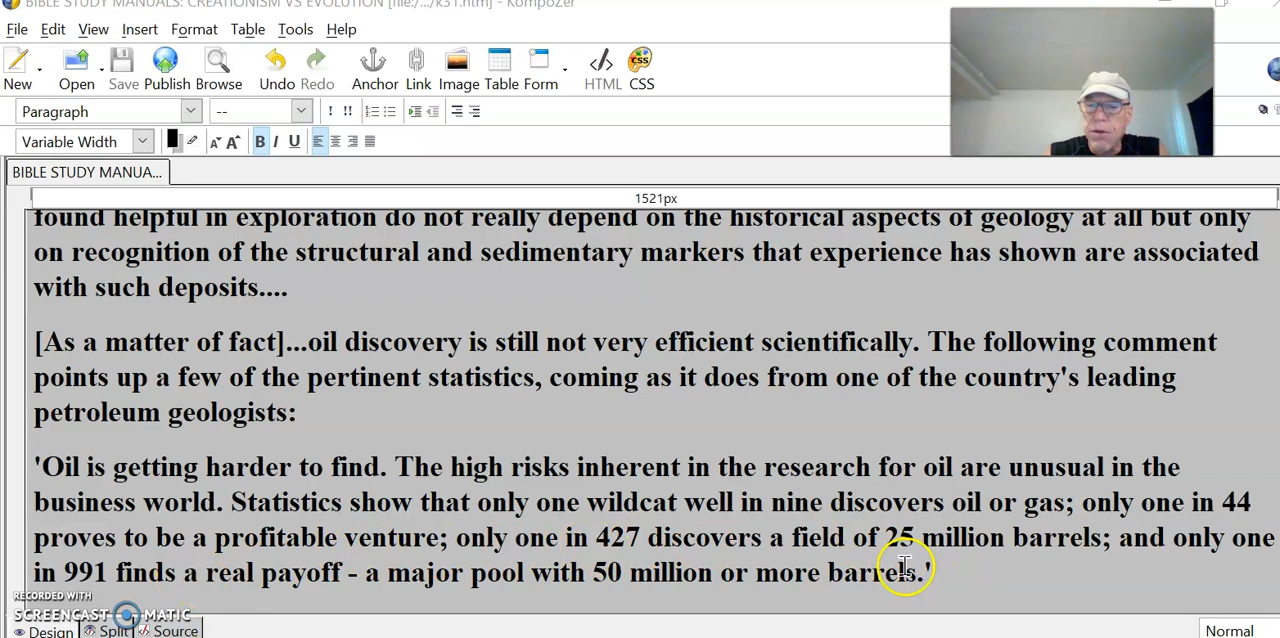 BIBLE STUDY MANUALS: CREATIONISM VS EVOLUTION [file:/.../k31.htm] - KompoZer
File Edit View Insert Format Table Tools Help
New Open Save Publish Browse Undo Redo Anchor Link Image Table Form HTML CSS
Paragraph --
Variable Width B I U
BIBLE STUDY MANUA...
1521px
found helpful in exploration do not really depend on the historical aspects of geology at all but only
on recognition of the structural and sedimentary markers that experience has shown are associated
with such deposits....
[As a matter of fact]...oil discovery is still not very efficient scientifically. The following comment
points up a few of the pertinent statistics, coming as it does from one of the country's leading
petroleum geologists:
'Oil is getting harder to find. The high risks inherent in the research for oil are unusual in the
business world. Statistics show that only one wildcat well in nine discovers oil or gas; only one in 44
proves to be a profitable venture; only one in 427 discovers a field of 25 million barrels; and only one
in 991 finds a real payoff - a major pool with 50 million or more barrels.'
RECORDED WITH
SCREENCAST MATIC
Design Split Source Normal